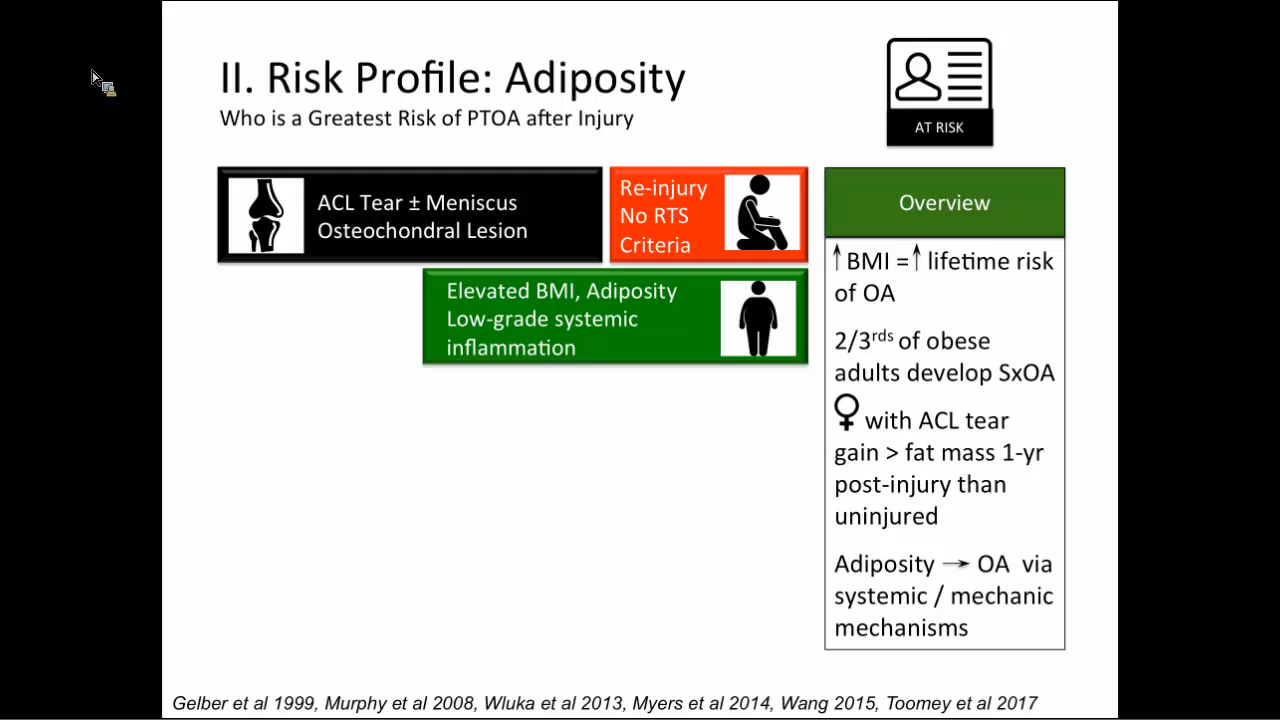 II. Risk Profile: Adiposity
Who is a Greatest Risk of PTOA after Injury
AT RISK
ACL Tear ± Meniscus
Osteochondral Lesion
Re-injury
No RTS
Criteria
Elevated BMI, Adiposity
Low-grade systemic
inflammation
Overview
↑ BMI = ↑ lifetime risk
of OA
2/3rds of obese
adults develop SxOA
♀ with ACL tear
gain > fat mass 1-yr
post-injury than
uninjured
Adiposity → OA via
systemic / mechanic
mechanisms
Gelber et al 1999, Murphy et al 2008, Wluka et al 2013, Myers et al 2014, Wang 2015, Toomey et al 2017